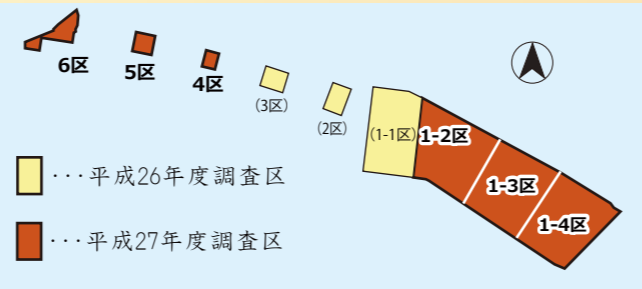 6区
5区
4区
(3区)
(2区)
(1-1区)
1-2区
1-3区
1-4区
···平成26年度調査区
···平成27年度調査区